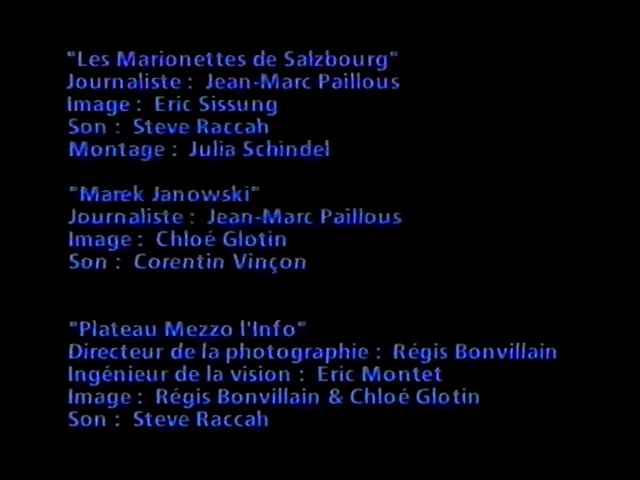 "Les Marionettes de Salzbourg"
Journaliste : Jean-Marc Paillous
Image : Eric Sissung
Son : Steve Raccah
Montage : Julia Schindel
"Marek Janowski"
Journaliste : Jean-Marc Paillous
Image : Chloé Glotin
Son : Corentin Vinçon
"Plateau Mezzo l'Info"
Directeur de la photographie : Régis Bonvillain
Ingénieur de la vision : Eric Montet
Image : Régis Bonvillain & Chloé Glotin
Son : Steve Raccah